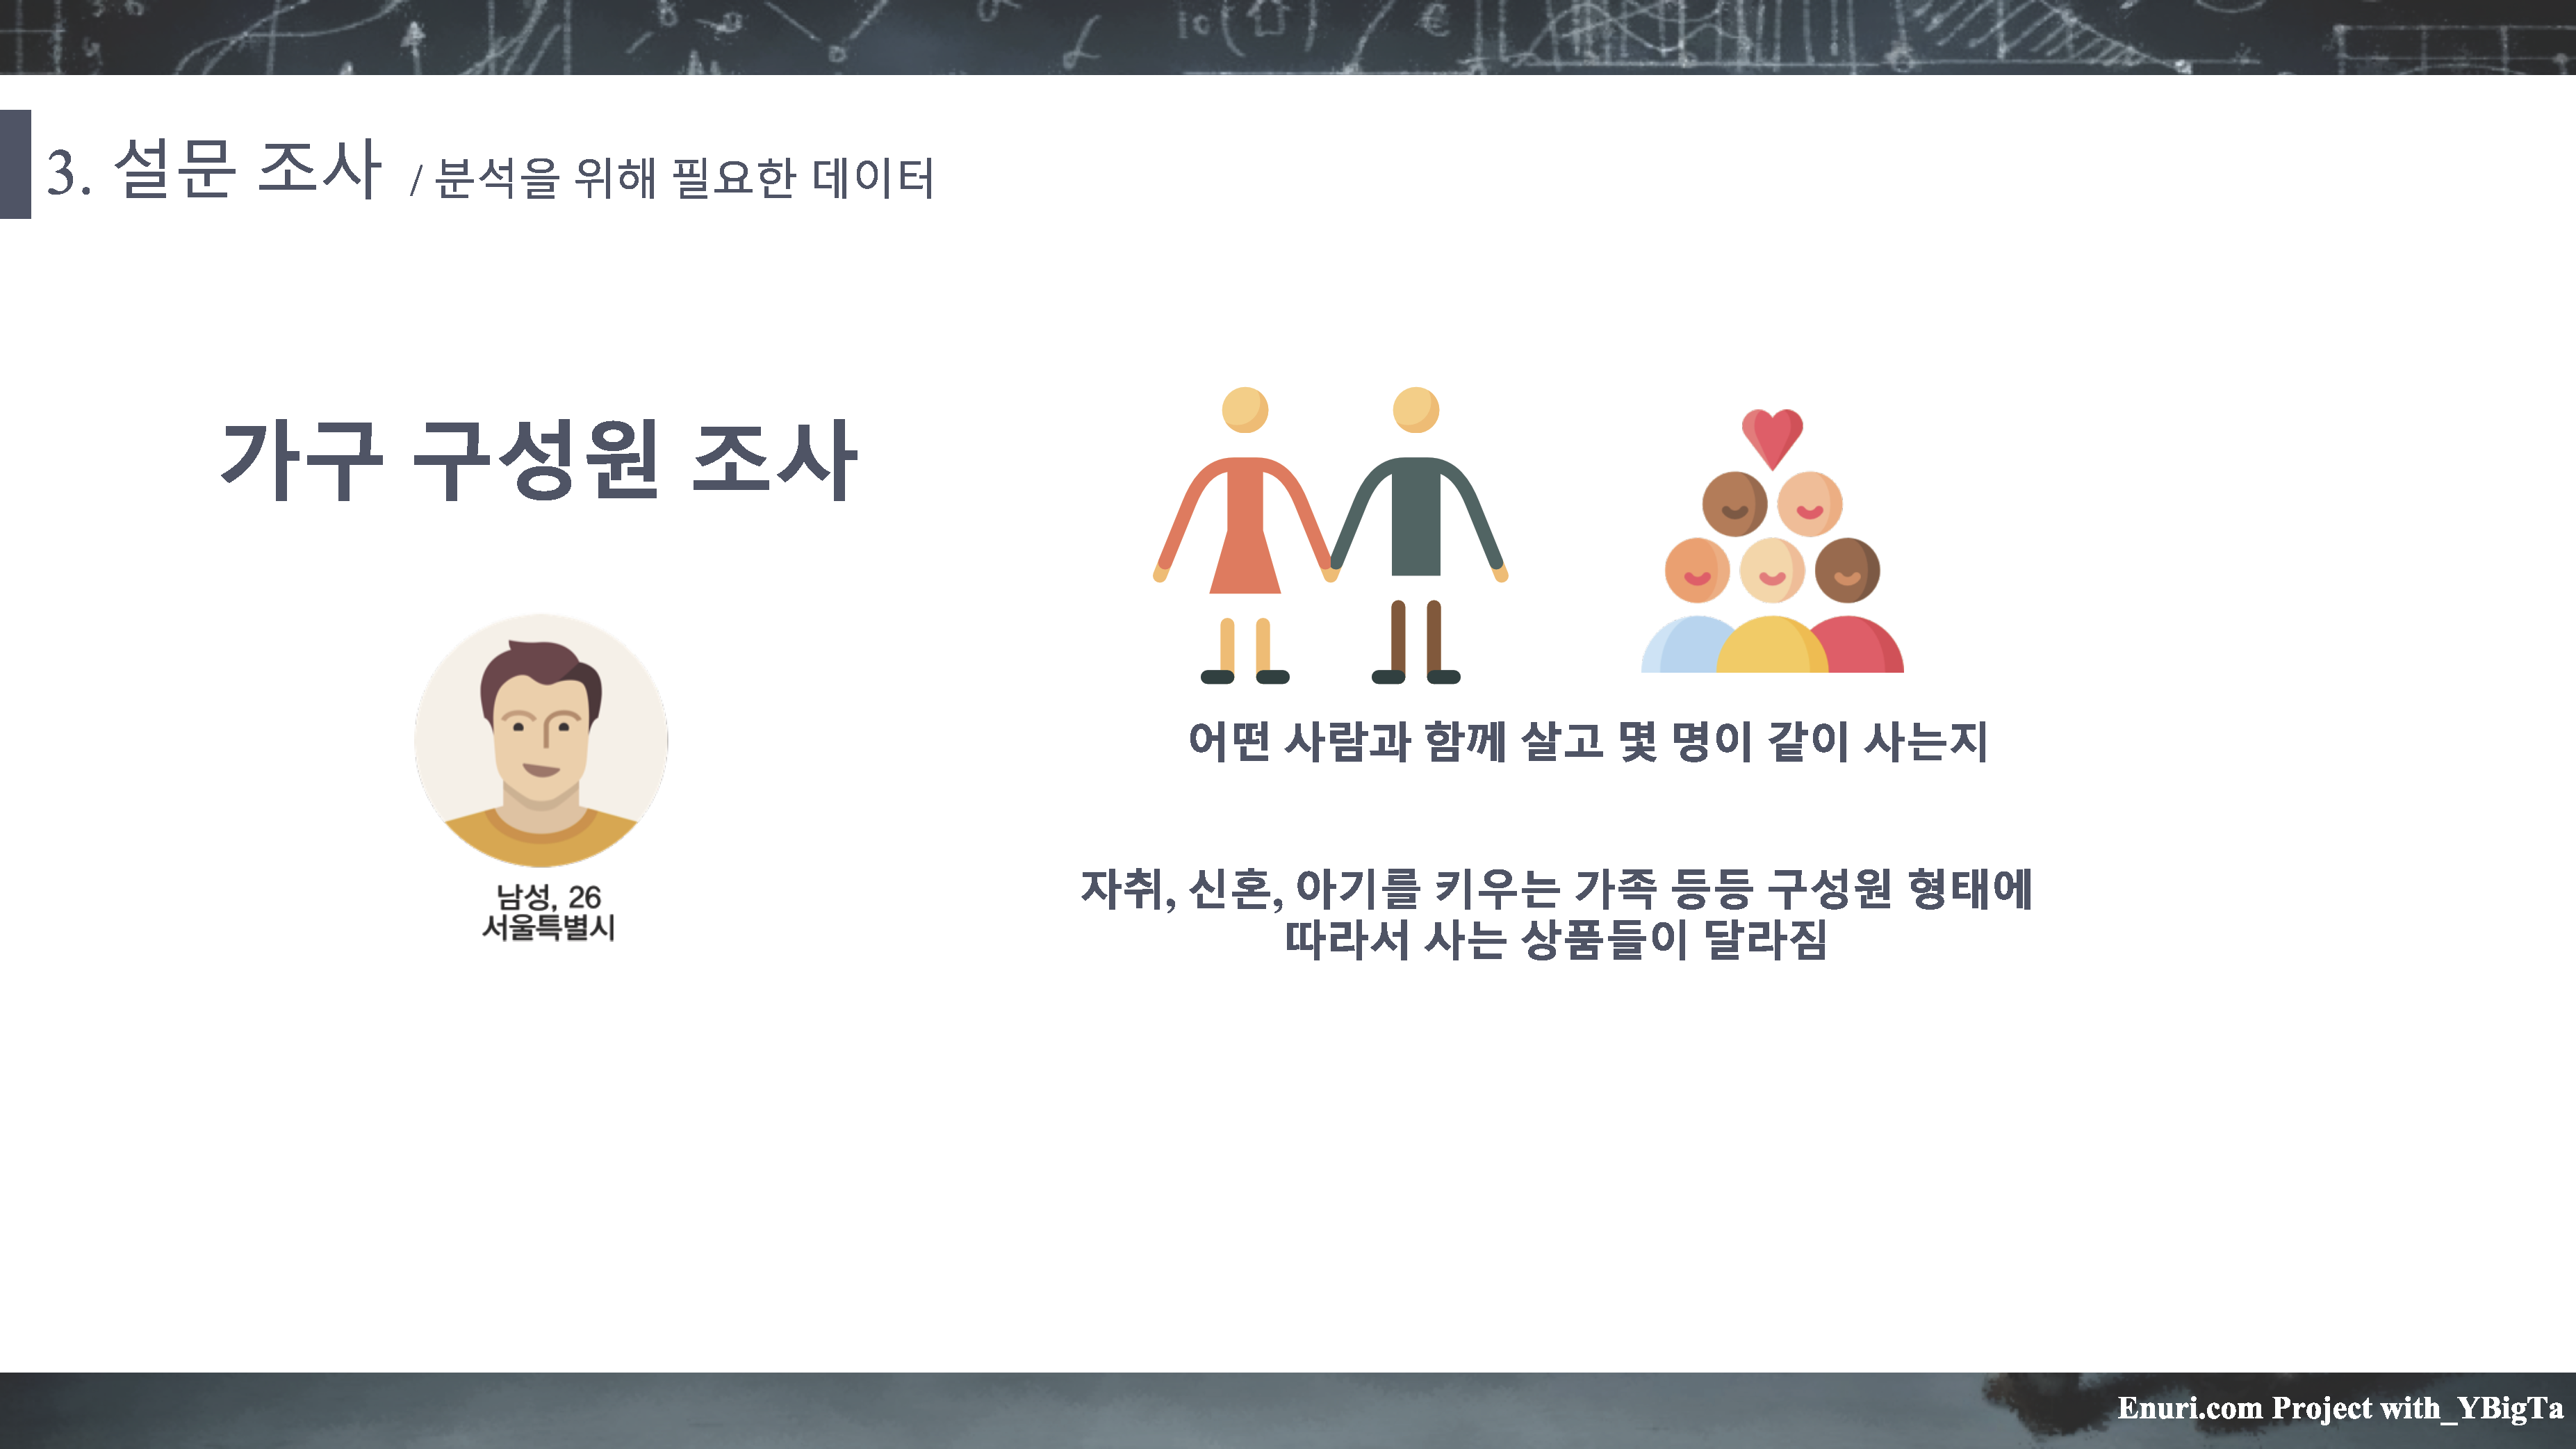 3. 설문 조사 / 분석을 위해 필요한 데이터
가구 구성원 조사
남성, 26
서울특별시
어떤 사람과 함께 살고 몇 명이 같이 사는지
자취, 신혼, 아기를 키우는 가족 등등 구성원 형태에
따라서 사는 상품들이 달라짐
Enuri.com Project with_YBigTa